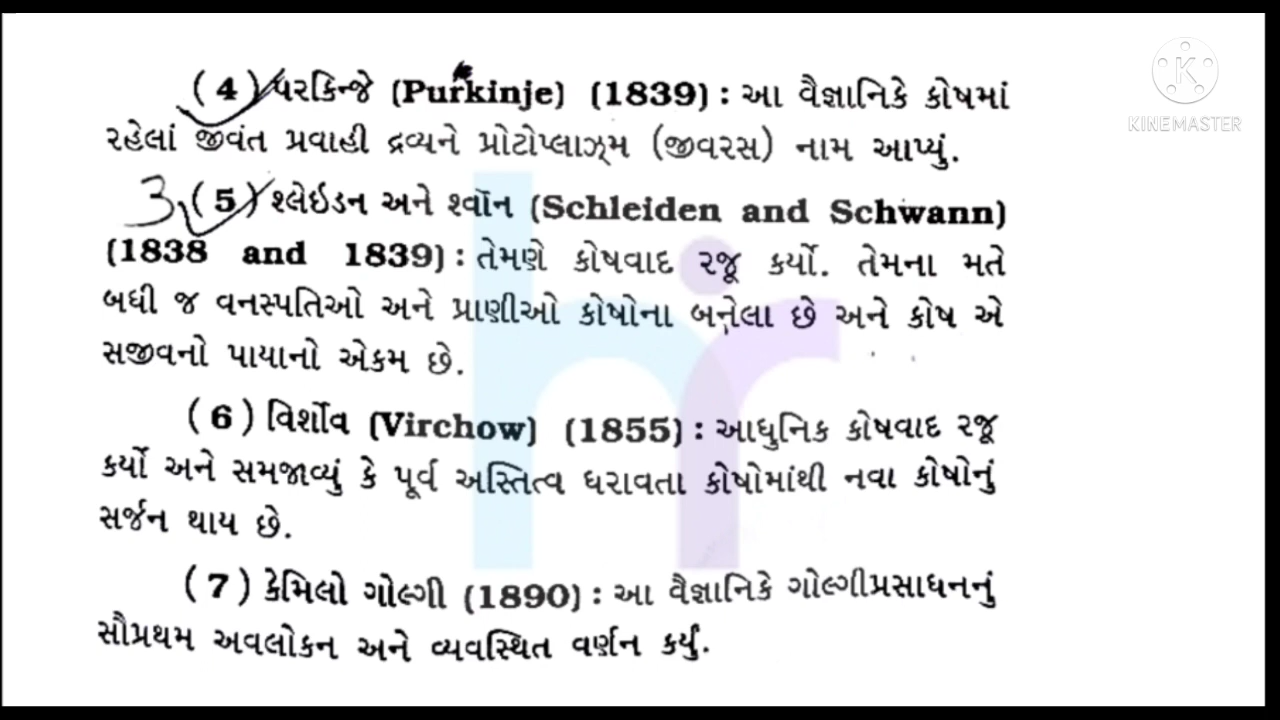 (4) પરકિન્જે (Purkinje) (1839) : આ વૈજ્ઞાનિકે કોષમાં
રહેલાં જીવંત પ્રવાહી દ્રવ્યને પ્રોટોપ્લાઝ્મ (જીવરસ) નામ આપ્યું.
3. (5) શ્લેઇડન અને શ્વૉન (Schleiden and Schwann)
(1838 and 1839) : તેમણે કોષવાદ રજૂ કર્યો. તેમના મતે
બધી જ વનસ્પતિઓ અને પ્રાણીઓ કોષોના બનેલા છે અને કોષ એ
સજીવનો પાયાનો એકમ છે.
(6) વિર્શોવ (Virchow) (1855) : આધુનિક કોષવાદ રજૂ
કર્યો અને સમજાવ્યું કે પૂર્વ અસ્તિત્વ ધરાવતા કોષોમાંથી નવા કોષોનું
સર્જન થાય છે.
(7) કેમિલો ગોલ્ગી (1890) : આ વૈજ્ઞાનિકે ગોલ્ગીપ્રસાધનનું
સૌપ્રથમ અવલોકન અને વ્યવસ્થિત વર્ણન કર્યું.
K
KINEMASTER
hr